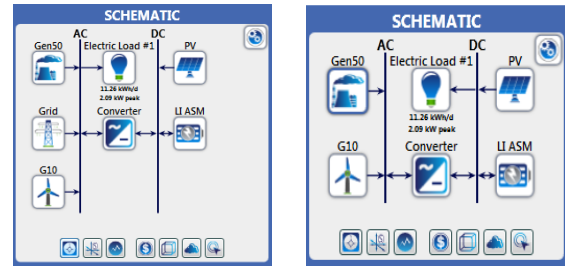 SCHEMATIC
AC DC
Gen50 Electric Load #1 PV
11.26 kWh/d
2.09 kW peak
Grid Converter LI ASM
G10
SCHEMATIC
AC DC
Gen50 Electric Load #1 PV
11.26 kWh/d
2.09 kW peak
G10 Converter LI ASM